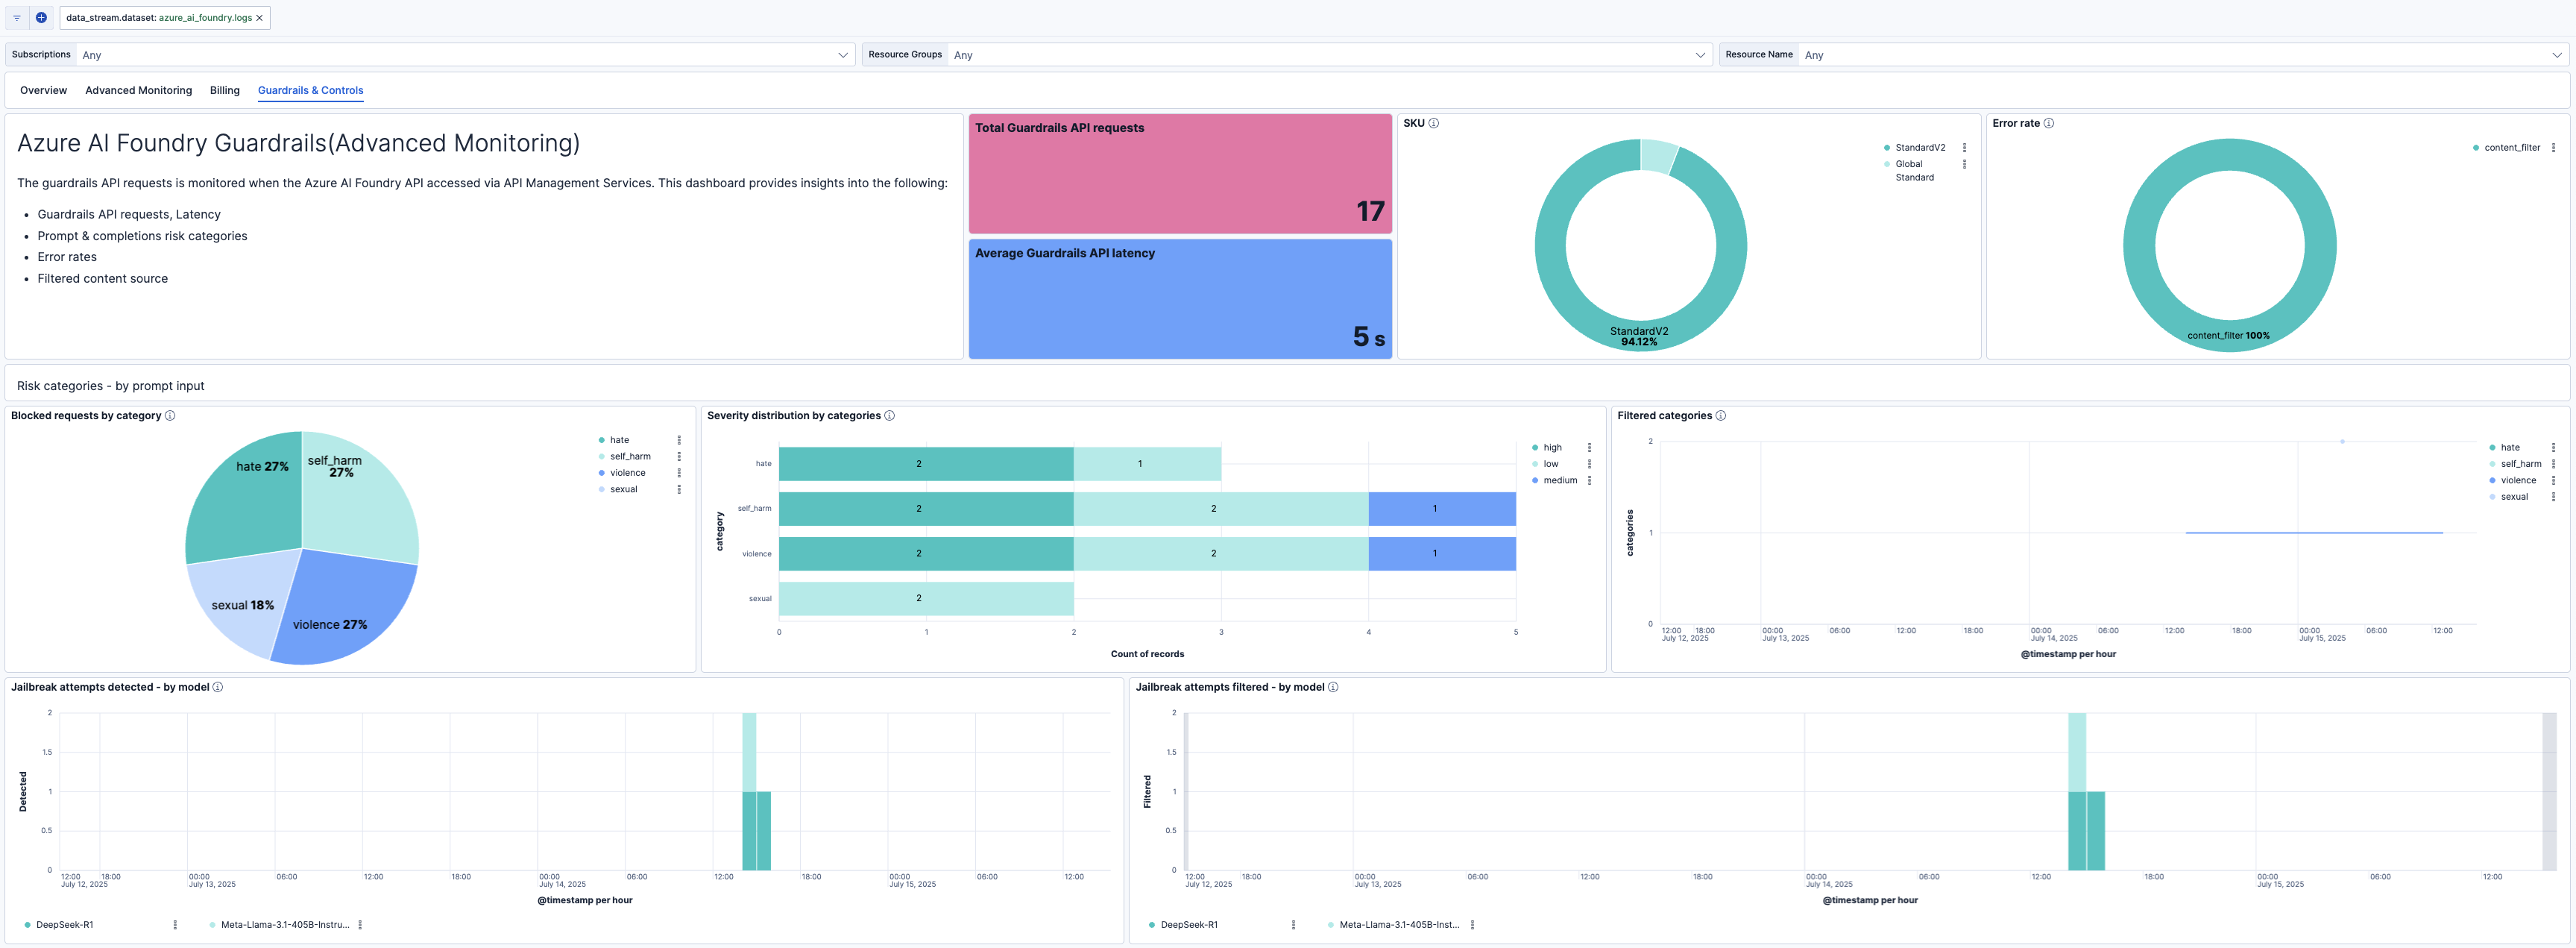 data_stream.dataset: azure_ai_foundry.logs ×
Subscriptions Any
Resource Groups Any
Resource Name Any
Overview Advanced Monitoring Billing Guardrails & Controls
Azure AI Foundry Guardrails(Advanced Monitoring)
The guardrails API requests is monitored when the Azure AI Foundry API accessed via API Management Services. This dashboard provides insights into the following:
• Guardrails API requests, Latency
• Prompt & completions risk categories
• Error rates
• Filtered content source
Total Guardrails API requests
17
Average Guardrails API latency
5 s
SKU
StandardV2
94.12%
StandardV2
Global
Standard
Error rate
content_filter 100%
content_filter
Risk categories - by prompt input
Blocked requests by category
hate 27%
self_harm
27%
sexual 18%
violence 27%
hate
self_harm
violence
sexual
Severity distribution by categories
category
hate 2 1
self_harm 2 2 1
violence 2 2 1
sexual 2
0 1 2 3 4 5
Count of records
high
low
medium
Filtered categories
categories
2
1
0
12:00 18:00 00:00 06:00 12:00 18:00 00:00 06:00 12:00 18:00 00:00 06:00 12:00
July 12, 2025 July 13, 2025 July 14, 2025 July 15, 2025
@timestamp per hour
hate
self_harm
violence
sexual
Jailbreak attempts detected - by model
Detected
2
1.5
1
0.5
0
12:00 18:00 00:00 06:00 12:00 18:00 00:00 06:00 12:00 18:00 00:00 06:00 12:00
July 12, 2025 July 13, 2025 July 14, 2025 July 15, 2025
@timestamp per hour
DeepSeek-R1 Meta-Llama-3.1-405B-Instru...
Jailbreak attempts filtered - by model
Filtered
2
1.5
1
0.5
0
12:00 18:00 00:00 06:00 12:00 18:00 00:00 06:00 12:00 18:00 00:00 06:00 12:00
July 12, 2025 July 13, 2025 July 14, 2025 July 15, 2025
@timestamp per hour
DeepSeek-R1 Meta-Llama-3.1-405B-Inst...